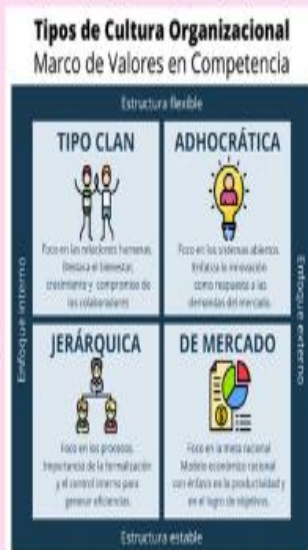 Tipos de Cultura Organizacional
Marco de Valores en Competencia
Estructura flexible
Enfoque interno
Enfoque externo
TIPO CLAN
Foco en las relaciones humanas.
Destaca el bienestar,
crecimiento y compromiso de
los colaboradores
ADHOCRÁTICA
Foco en los sistemas abiertos.
Enfatiza la innovación
como respuesta a las
demandas del mercado.
JERÁRQUICA
Foco en los procesos.
Importancia de la formalización
y el control interno para
generar eficiencias.
DE MERCADO
Foco en la meta racional
Modelo económico racional
con énfasis en la productividad y
en el logro de objetivos.
Estructura estable